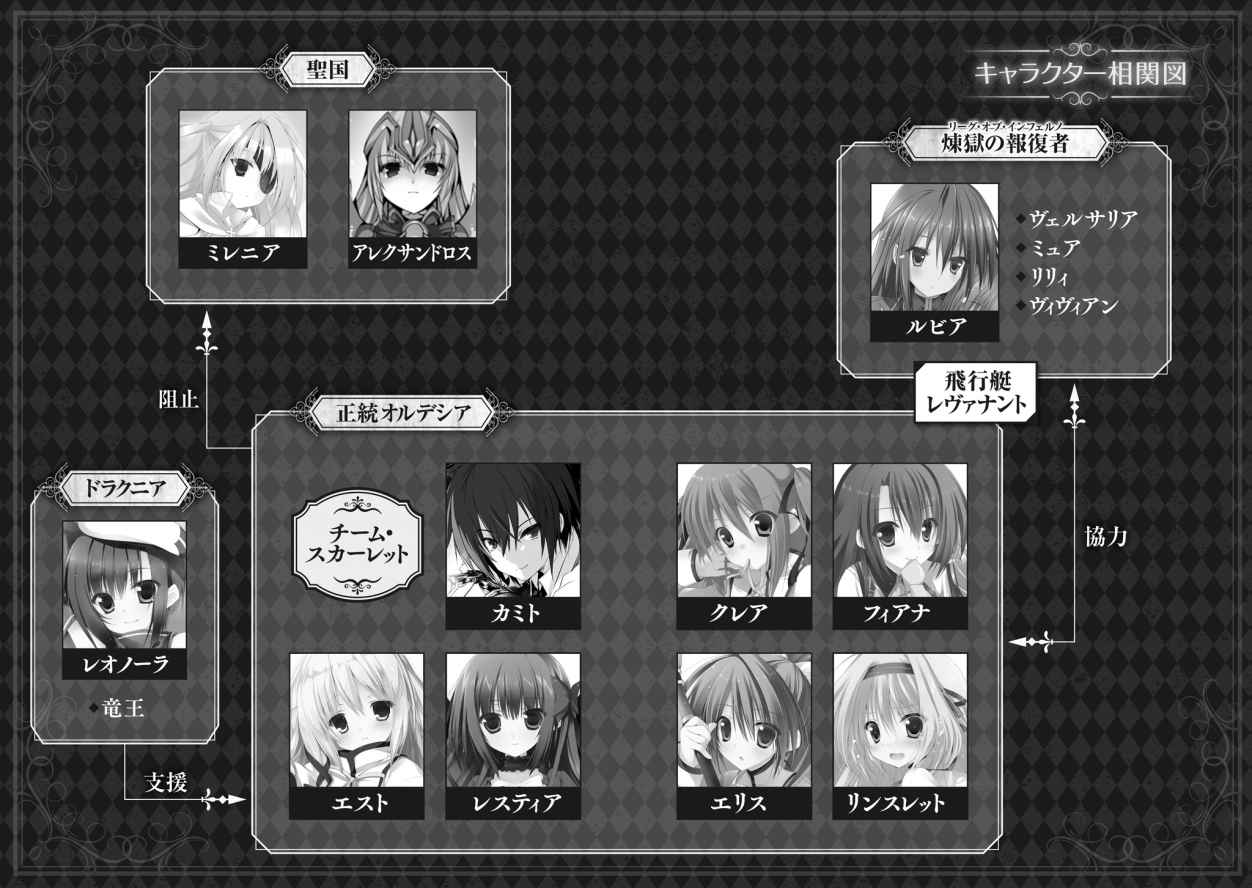 キャラクター相関図
聖国
ミレニア
アレクサンドロス
リーグ・オブ・インフェルノ
煉獄の報復者
ルビア
◆ヴェルサリア
◆ミュア
◆リリィ
◆ヴィヴィアン
飛行艇
レヴァナント
阻止
正統オルデシア
チーム・
スカーレット
カミト
クレア
フィアナ
エスト
レスティア
エリス
リンスレット
協力
ドラクニア
レオノーラ
◆竜王
支援